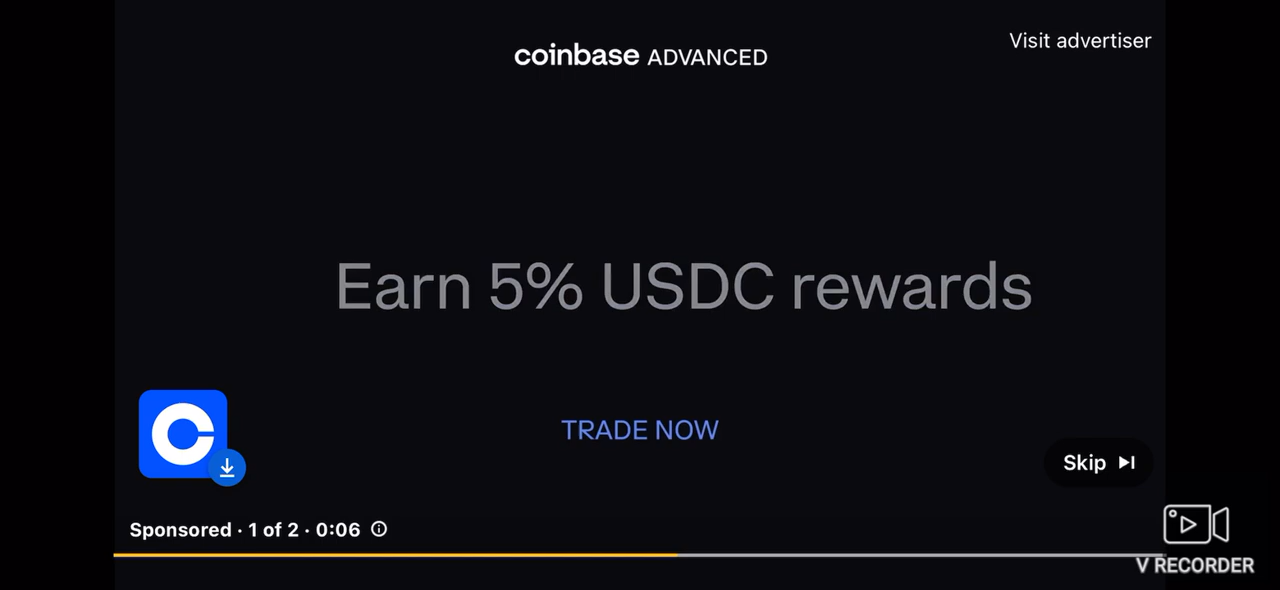 coinbase ADVANCED
Visit advertiser
Earn 5% USDC rewards
TRADE NOW
Skip
Sponsored · 1 of 2 · 0:06
V RECORDER